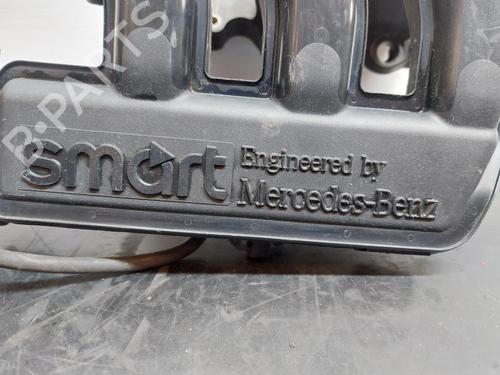 B-PARTS
smart
Engineered by
Mercedes-Benz